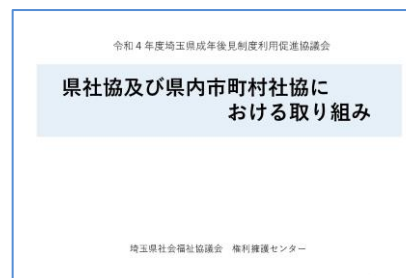 令和４年度埼玉県成年後見制度利用促進協議会
県社協及び県内市町村社協に
おける取り組み
埼玉県社会福祉協議会　権利擁護センター